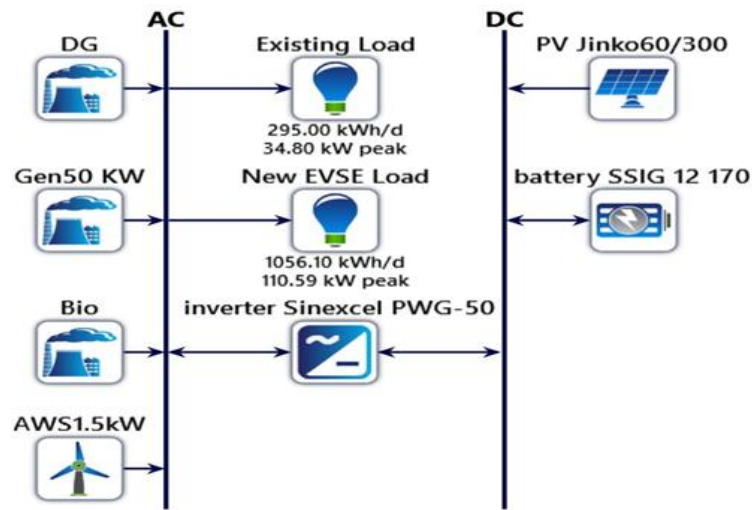 AC
DC
DG
Existing Load
PV Jinko60/300
295.00 kWh/d
34.80 kW peak
Gen50 KW
New EVSE Load
battery SSIG 12 170
1056.10 kWh/d
110.59 kW peak
Bio
inverter Sinexcel PWG-50
AWS1.5kW